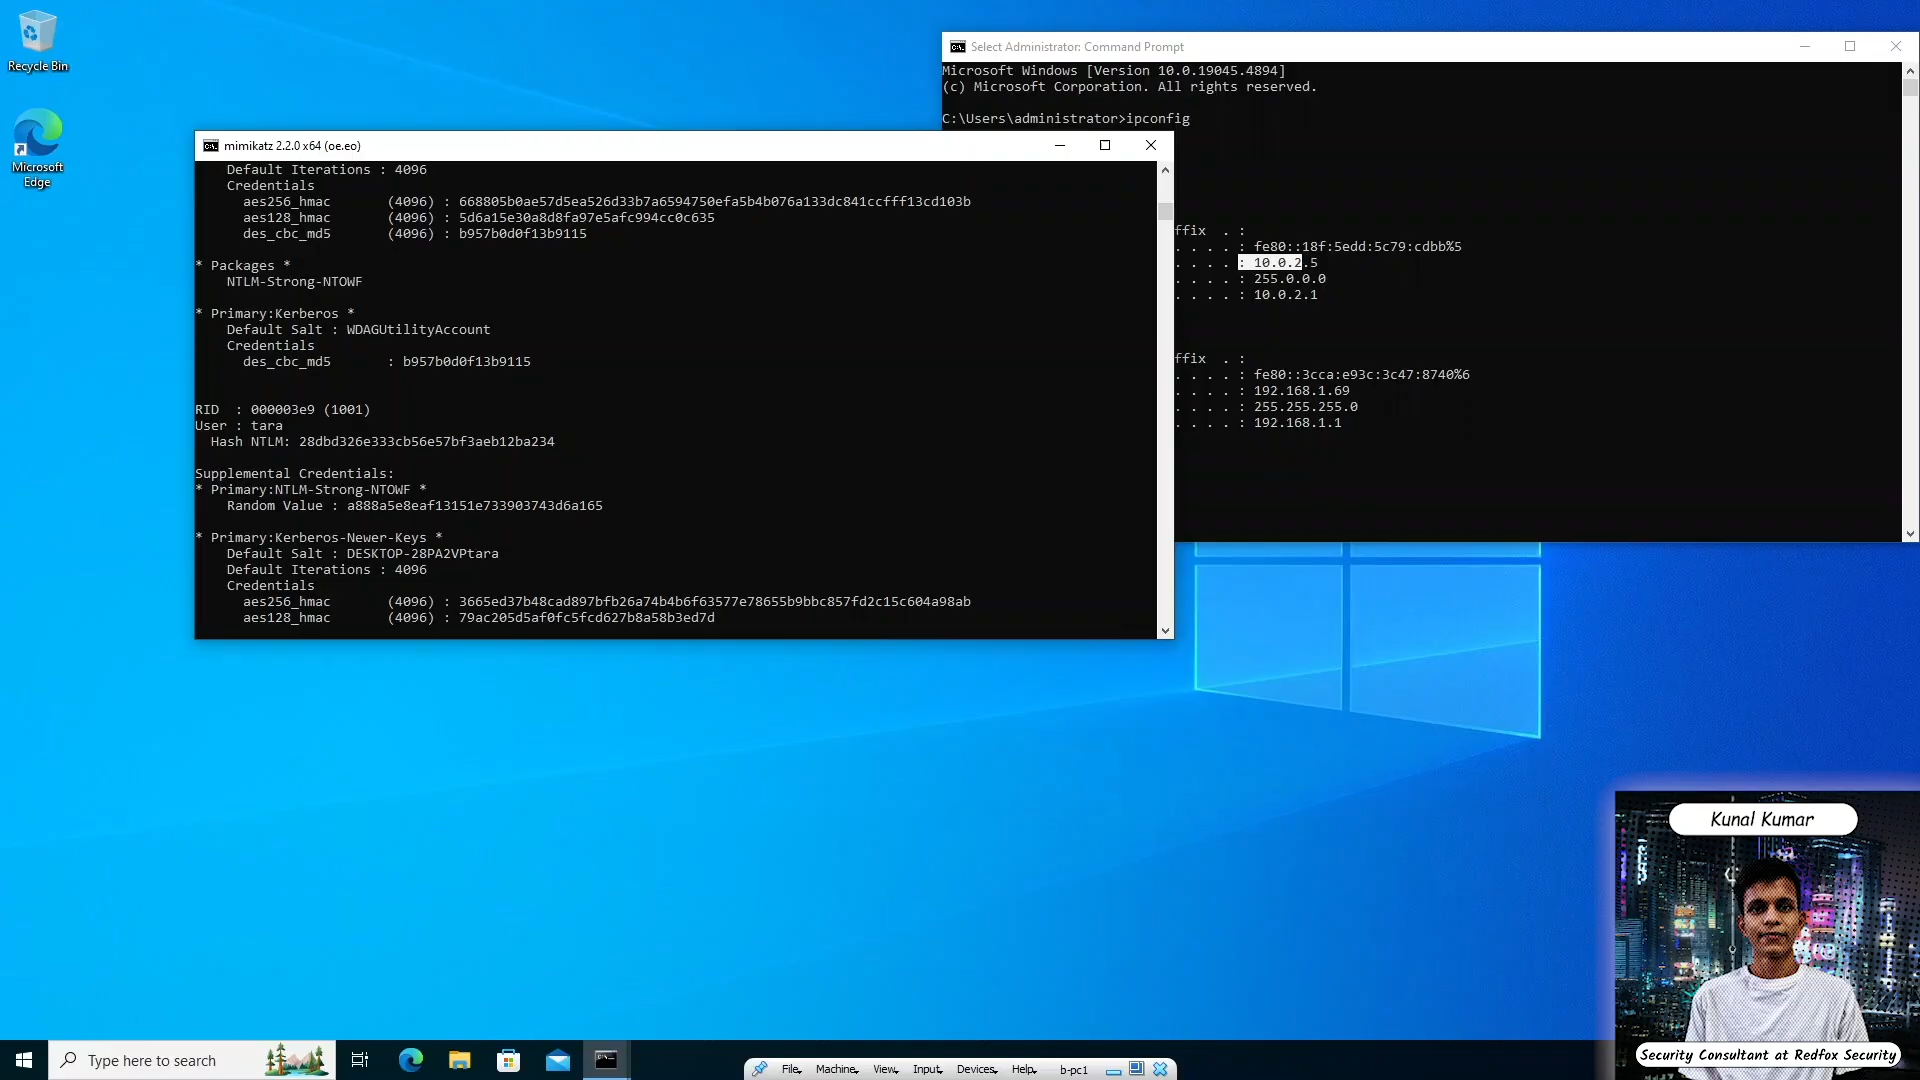 Recycle Bin
Microsoft
Edge
Select Administrator: Command Prompt
Microsoft Windows [Version 10.0.19045.4894]
(c) Microsoft Corporation. All rights reserved.
C:\Users\administrator>ipconfig
ffix  . :
. . . . : fe80::18f:5edd:5c79:cdbb%5
. . . . : 10.0.2.5
. . . . : 255.0.0.0
. . . . : 10.0.2.1
ffix  . :
. . . . : fe80::3cca:e93c:3c47:8740%6
. . . . : 192.168.1.69
. . . . : 255.255.255.0
. . . . : 192.168.1.1
mimikatz 2.2.0 x64 (oe.eo)
Default Iterations : 4096
Credentials
aes256_hmac       (4096) : 668805b0ae57d5ea526d33b7a6594750efa5b4b076a133dc841ccfff13cd103b
aes128_hmac       (4096) : 5d6a15e30a8d8fa97e5afc994cc0c635
des_cbc_md5       (4096) : b957b0d0f13b9115
* Packages *
NTLM-Strong-NTOWF
* Primary:Kerberos *
Default Salt : WDAGUtilityAccount
Credentials
des_cbc_md5       : b957b0d0f13b9115
RID  : 000003e9 (1001)
User : tara
Hash NTLM: 28dbd326e333cb56e57bf3aeb12ba234
Supplemental Credentials:
* Primary:NTLM-Strong-NTOWF *
Random Value : a888a5e8eaf13151e733903743d6a165
* Primary:Kerberos-Newer-Keys *
Default Salt : DESKTOP-28PA2VPtara
Default Iterations : 4096
Credentials
aes256_hmac       (4096) : 3665ed37b48cad897bfb26a74b4b6f63577e78655b9bbc857fd2c15c604a98ab
aes128_hmac       (4096) : 79ac205d5af0fc5fcd627b8a58b3ed7d
Kunal Kumar
Security Consultant at Redfox Security
Type here to search
File Machine View Input Devices Help b-pc1